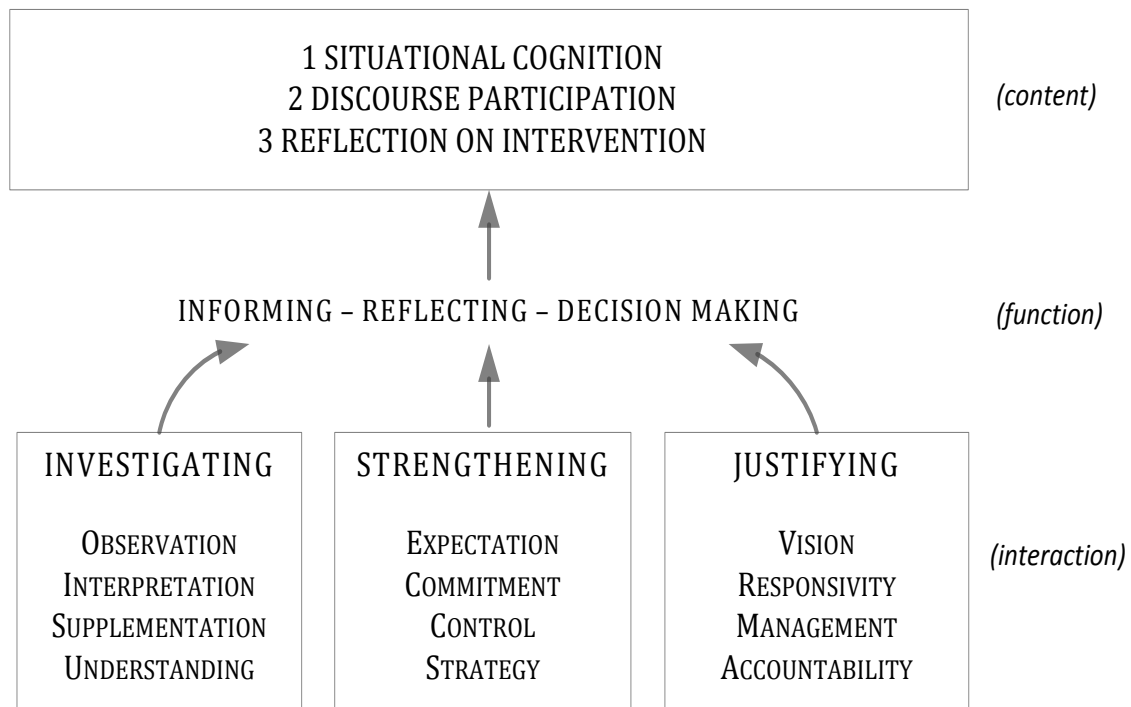 1 SITUATIONAL COGNITION
2 DISCOURSE PARTICIPATION
3 REFLECTION ON INTERVENTION
(content)
INFORMING – REFLECTING – DECISION MAKING
(function)
INVESTIGATING
OBSERVATION
INTERPRETATION
SUPPLEMENTATION
UNDERSTANDING
STRENGTHENING
EXPECTATION
COMMITMENT
CONTROL
STRATEGY
JUSTIFYING
VISION
RESPONSIVITY
MANAGEMENT
ACCOUNTABILITY
(interaction)